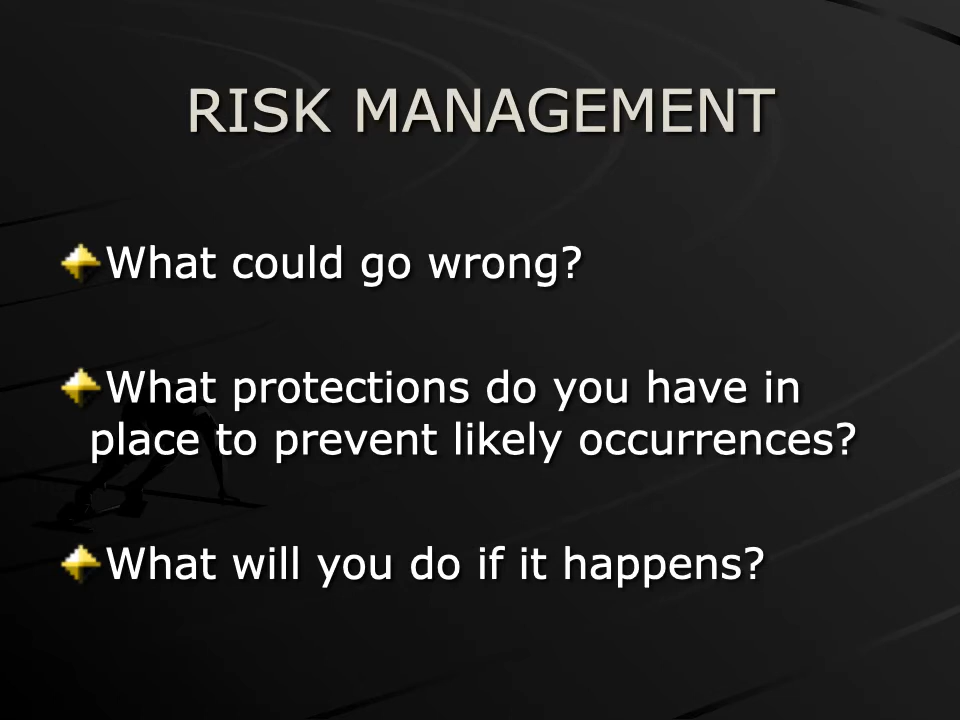 RISK MANAGEMENT
What could go wrong?
What protections do you have in
place to prevent likely occurrences?
What will you do if it happens?